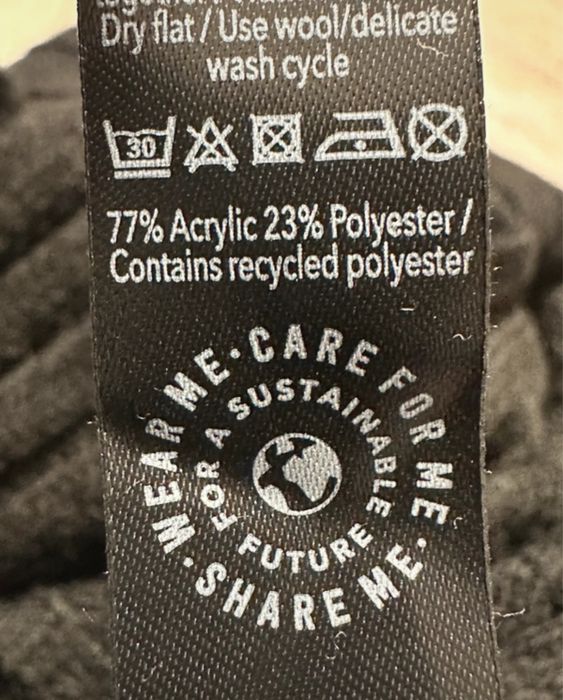 Dry flat / Use wool/delicate
wash cycle
30
77% Acrylic 23% Polyester /
Contains recycled polyester
WEAR ME · CARE FOR ME · SHARE ME ·
FOR A SUSTAINABLE FUTURE